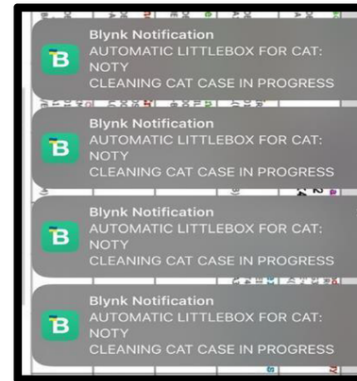 Blynk Notification
AUTOMATIC LITTLEBOX FOR CAT:
NOTY
CLEANING CAT CASE IN PROGRESS
Blynk Notification
AUTOMATIC LITTLEBOX FOR CAT:
NOTY
CLEANING CAT CASE IN PROGRESS
Blynk Notification
AUTOMATIC LITTLEBOX FOR CAT:
NOTY
CLEANING CAT CASE IN PROGRESS
Blynk Notification
AUTOMATIC LITTLEBOX FOR CAT:
NOTY
CLEANING CAT CASE IN PROGRESS